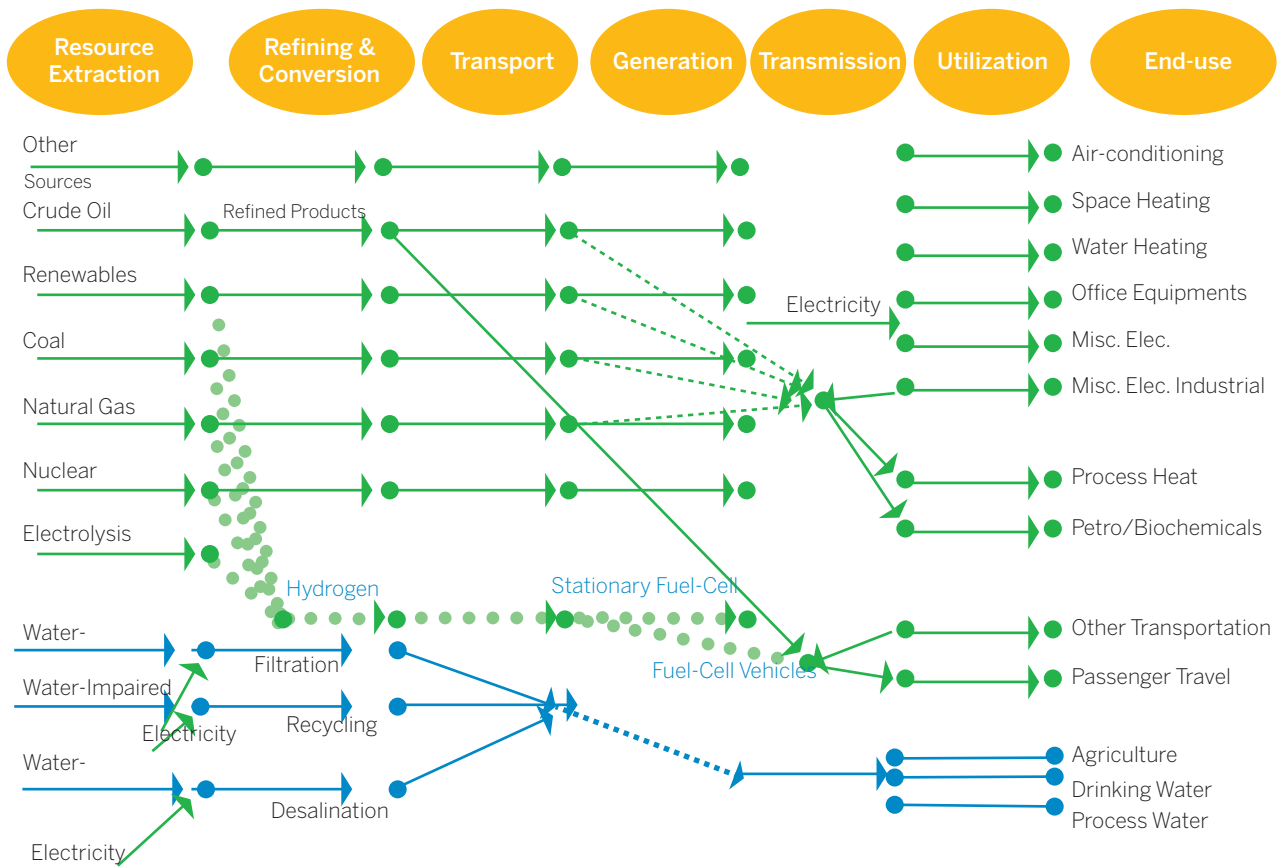 Resource
Extraction
Refining &
Conversion
Transport
Generation
Transmission
Utilization
End-use
Other
Sources
Crude Oil
Refined Products
Renewables
Coal
Natural Gas
Nuclear
Electrolysis
Hydrogen
Stationary Fuel-Cell
Fuel-Cell Vehicles
Electricity
Air-conditioning
Space Heating
Water Heating
Office Equipments
Misc. Elec.
Misc. Elec. Industrial
Process Heat
Petro/Biochemicals
Other Transportation
Passenger Travel
Water-
Filtration
Water-Impaired
Electricity
Recycling
Water-
Desalination
Electricity
Agriculture
Drinking Water
Process Water